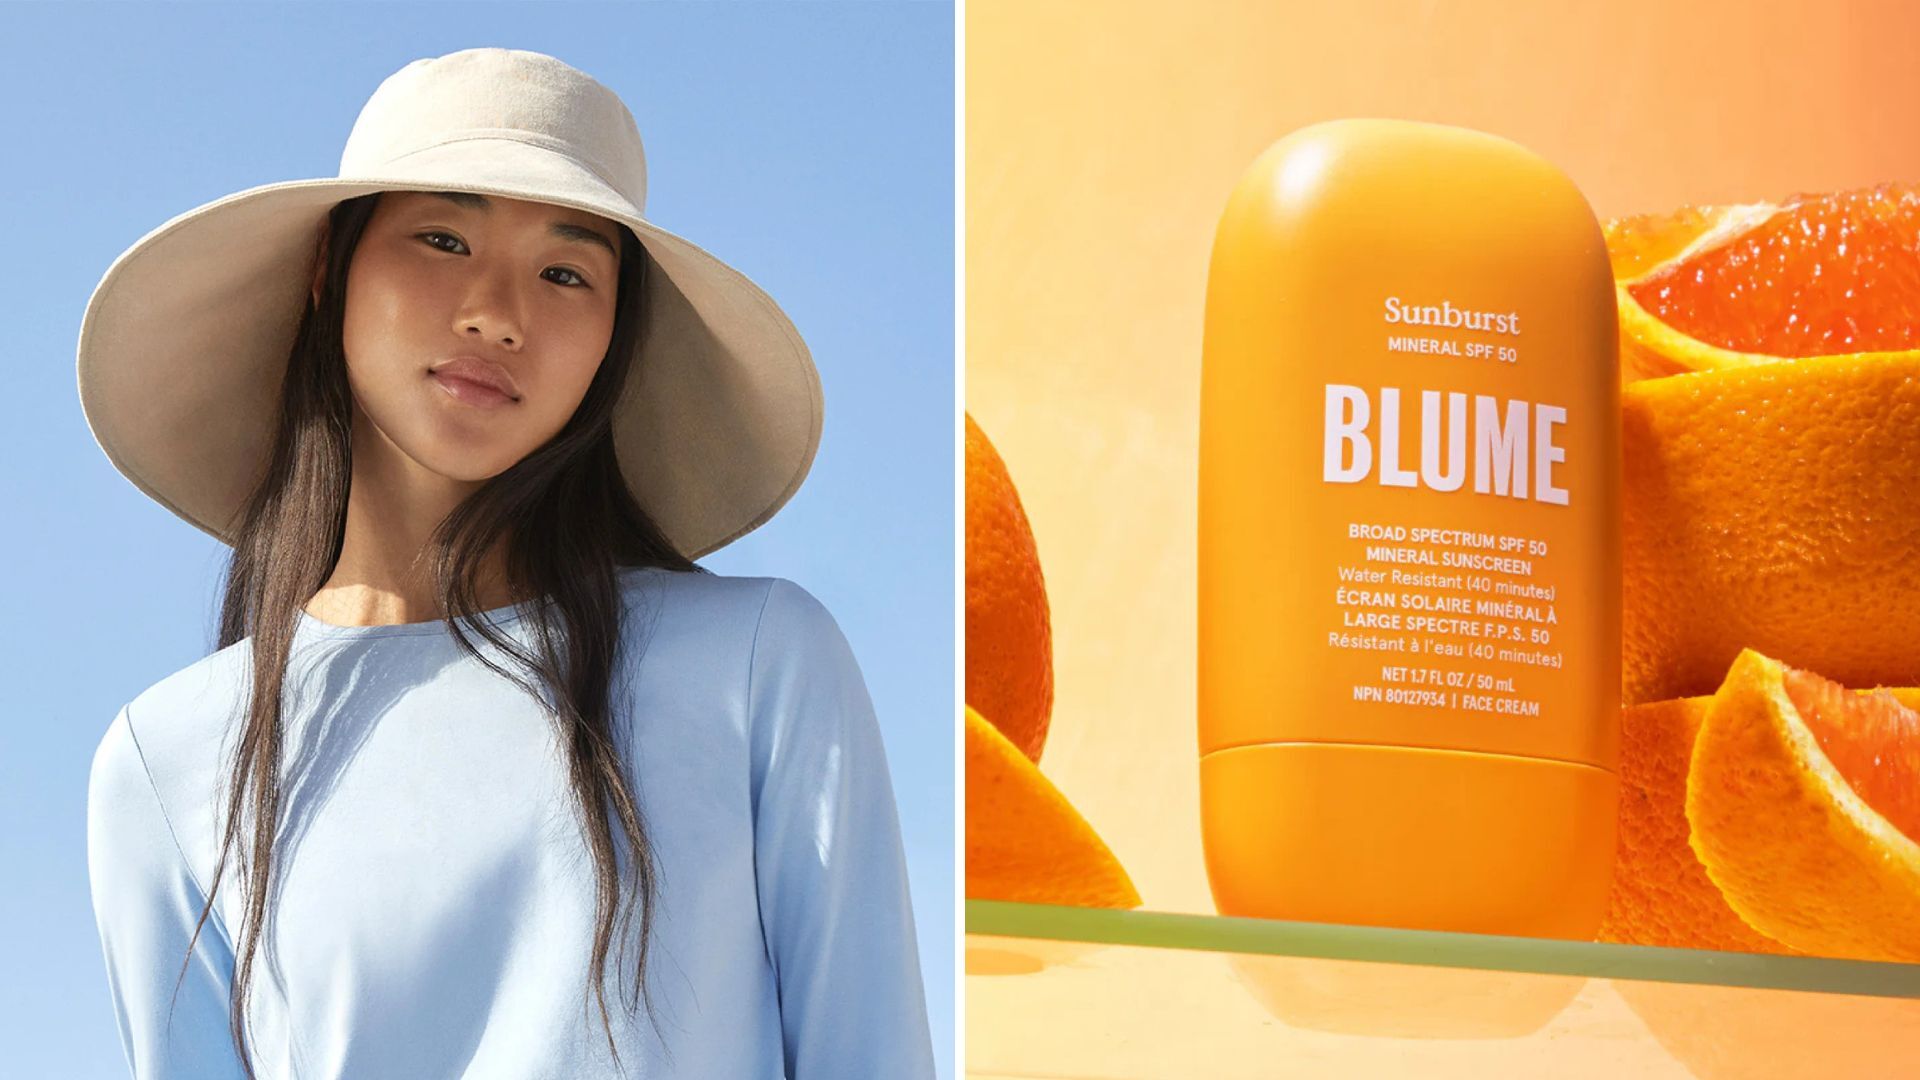 Sunburst
MINERAL SPF 50
BLUME
BROAD SPECTRUM SPF 50
MINERAL SUNSCREEN
Water Resistant (40 minutes)
ÉCRAN SOLAIRE MINÉRAL À
LARGE SPECTRE F.P.S. 50
Résistant à l'eau (40 minutes)
NET 1.7 FL OZ / 50 mL
NPN 80127934 | FACE CREAM